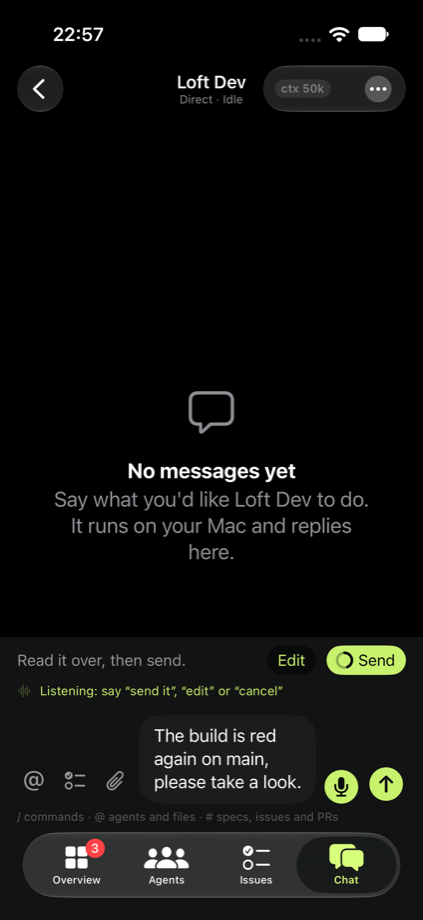 22:57
Loft Dev
Direct · Idle
ctx 50k
No messages yet
Say what you'd like Loft Dev to do.
It runs on your Mac and replies
here.
Read it over, then send.
Edit
Send
Listening: say “send it”, “edit” or “cancel”
The build is red
again on main,
please take a look.
/ commands · @ agents and files · # specs, issues and PRs
3
Overview
Agents
Issues
Chat